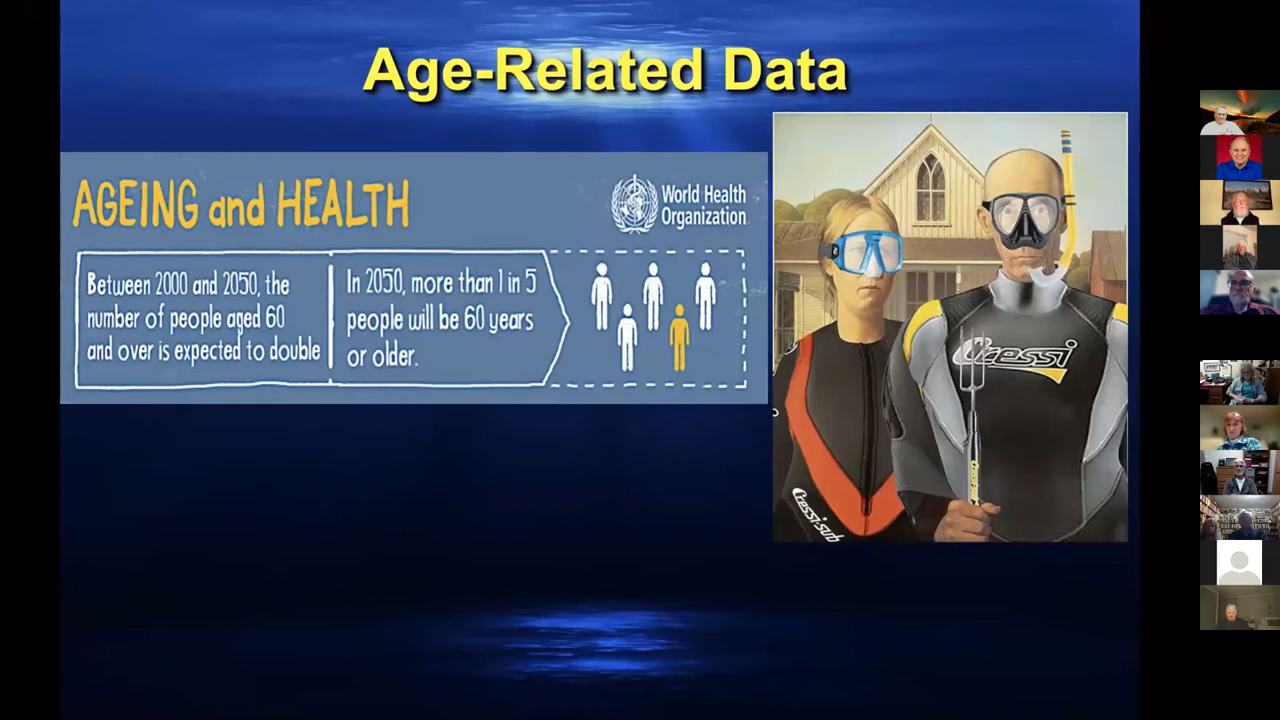 Age-Related Data
AGEING and HEALTH
World Health
Organization
Between 2000 and 2050, the
number of people aged 60
and over is expected to double
In 2050, more than 1 in 5
people will be 60 years
or older.
Cressi
Cressi-sub